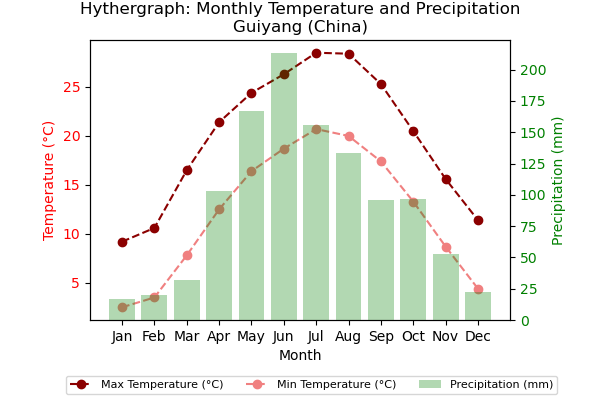 Hythergraph: Monthly Temperature and Precipitation
Guiyang (China)
25
20
15
10
5
Temperature (°C)
200
175
150
125
100
75
50
25
0
Precipitation (mm)
Jan Feb Mar Apr May Jun Jul Aug Sep Oct Nov Dec
Month
Max Temperature (°C) Min Temperature (°C) Precipitation (mm)